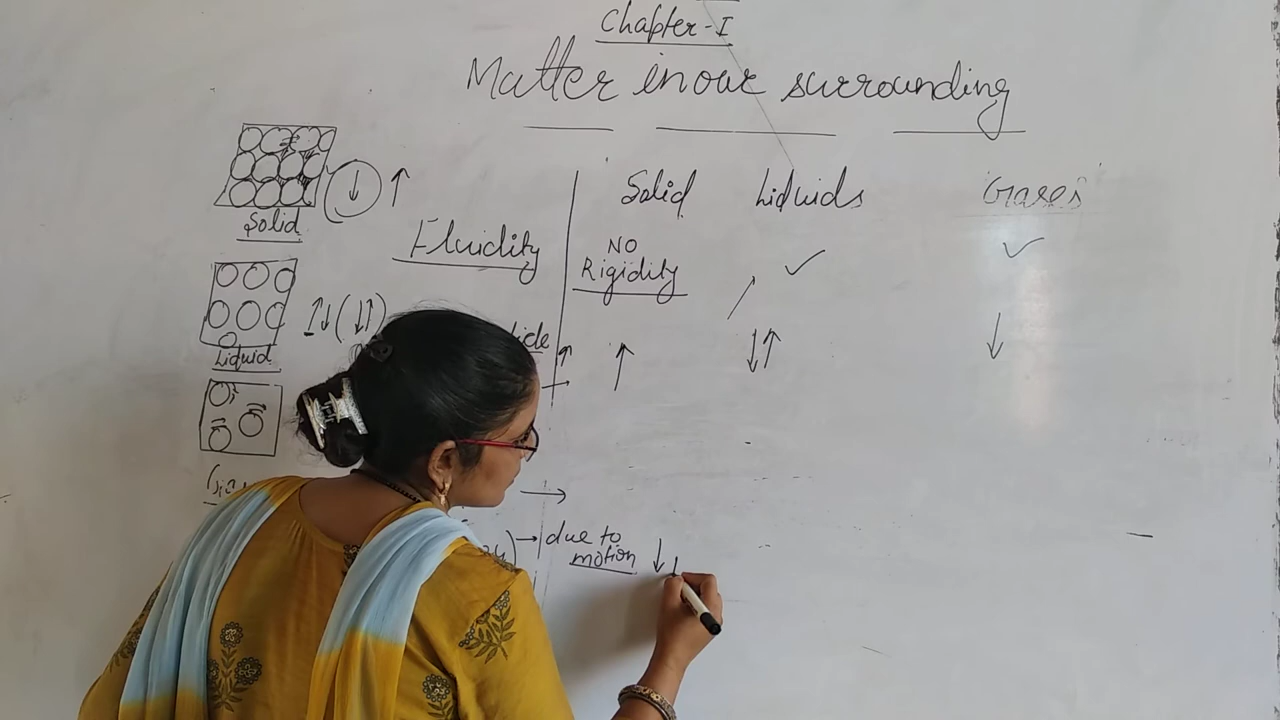 Chapter-I
Matter in our surrounding
Solid Liquids Gases
Solid
Fluidity NO ✓ ✓
Rigidity
↓ ↑
↑↓(↓↑)
Liquid
↑ ↓↑ ↓
→ due to
motion ↓